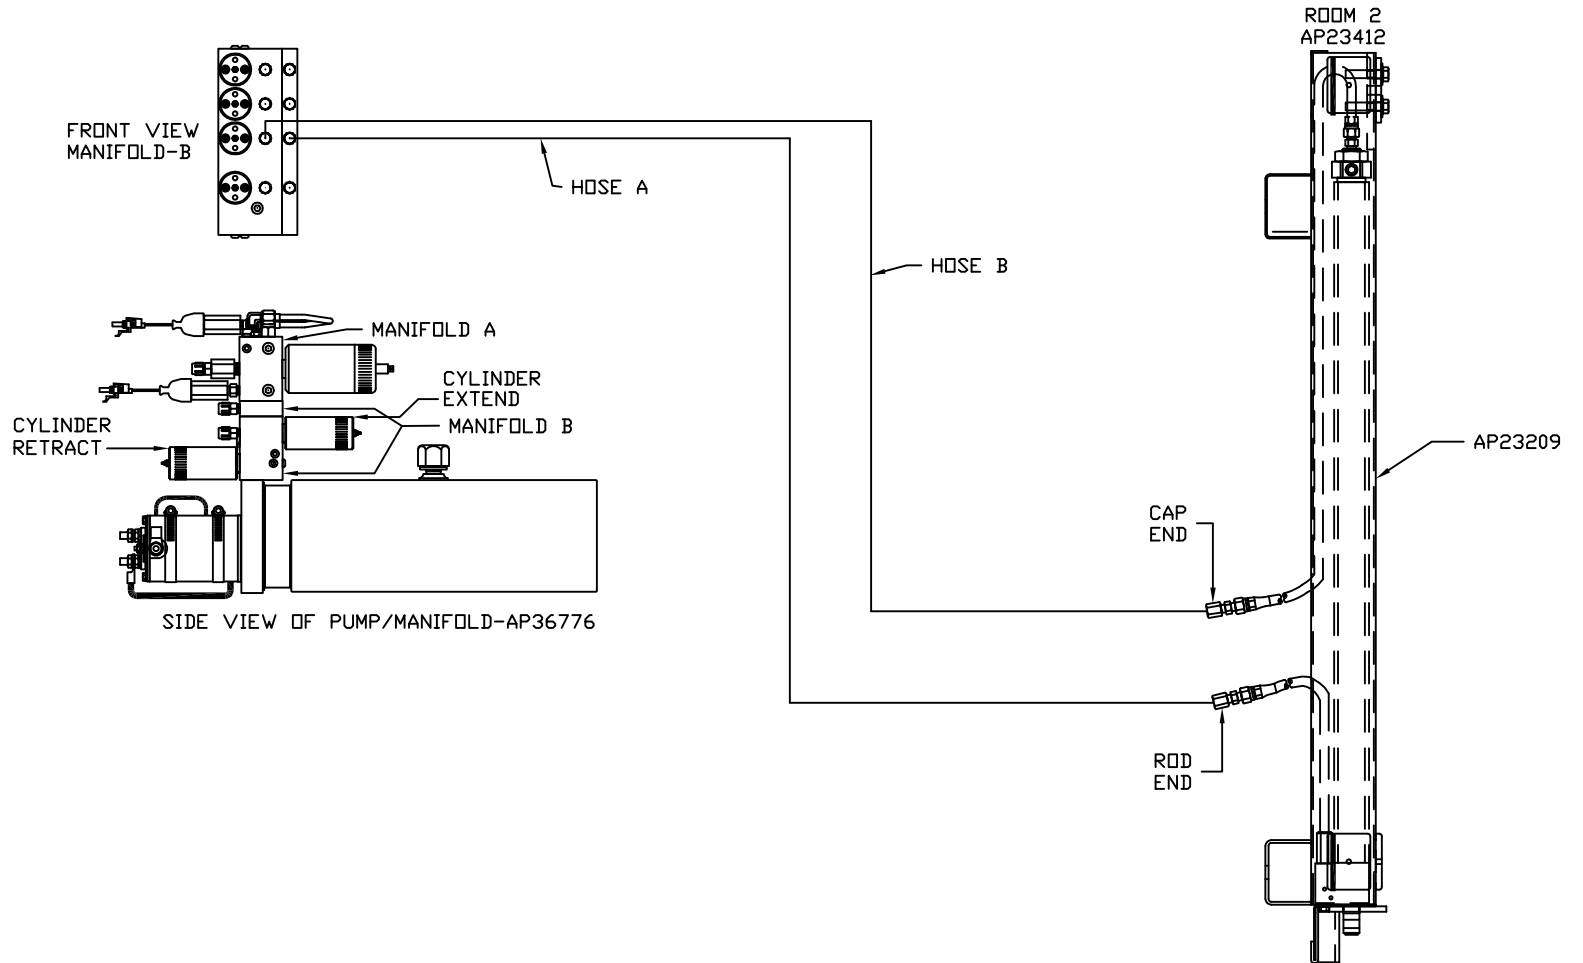 ROOM 2
AP23412
FRONT VIEW
MANIFOLD-B
HOSE A
HOSE B
MANIFOLD A
CYLINDER
EXTEND
MANIFOLD B
CYLINDER
RETRACT
AP23209
CAP
END
SIDE VIEW OF PUMP/MANIFOLD-AP36776
ROD
END